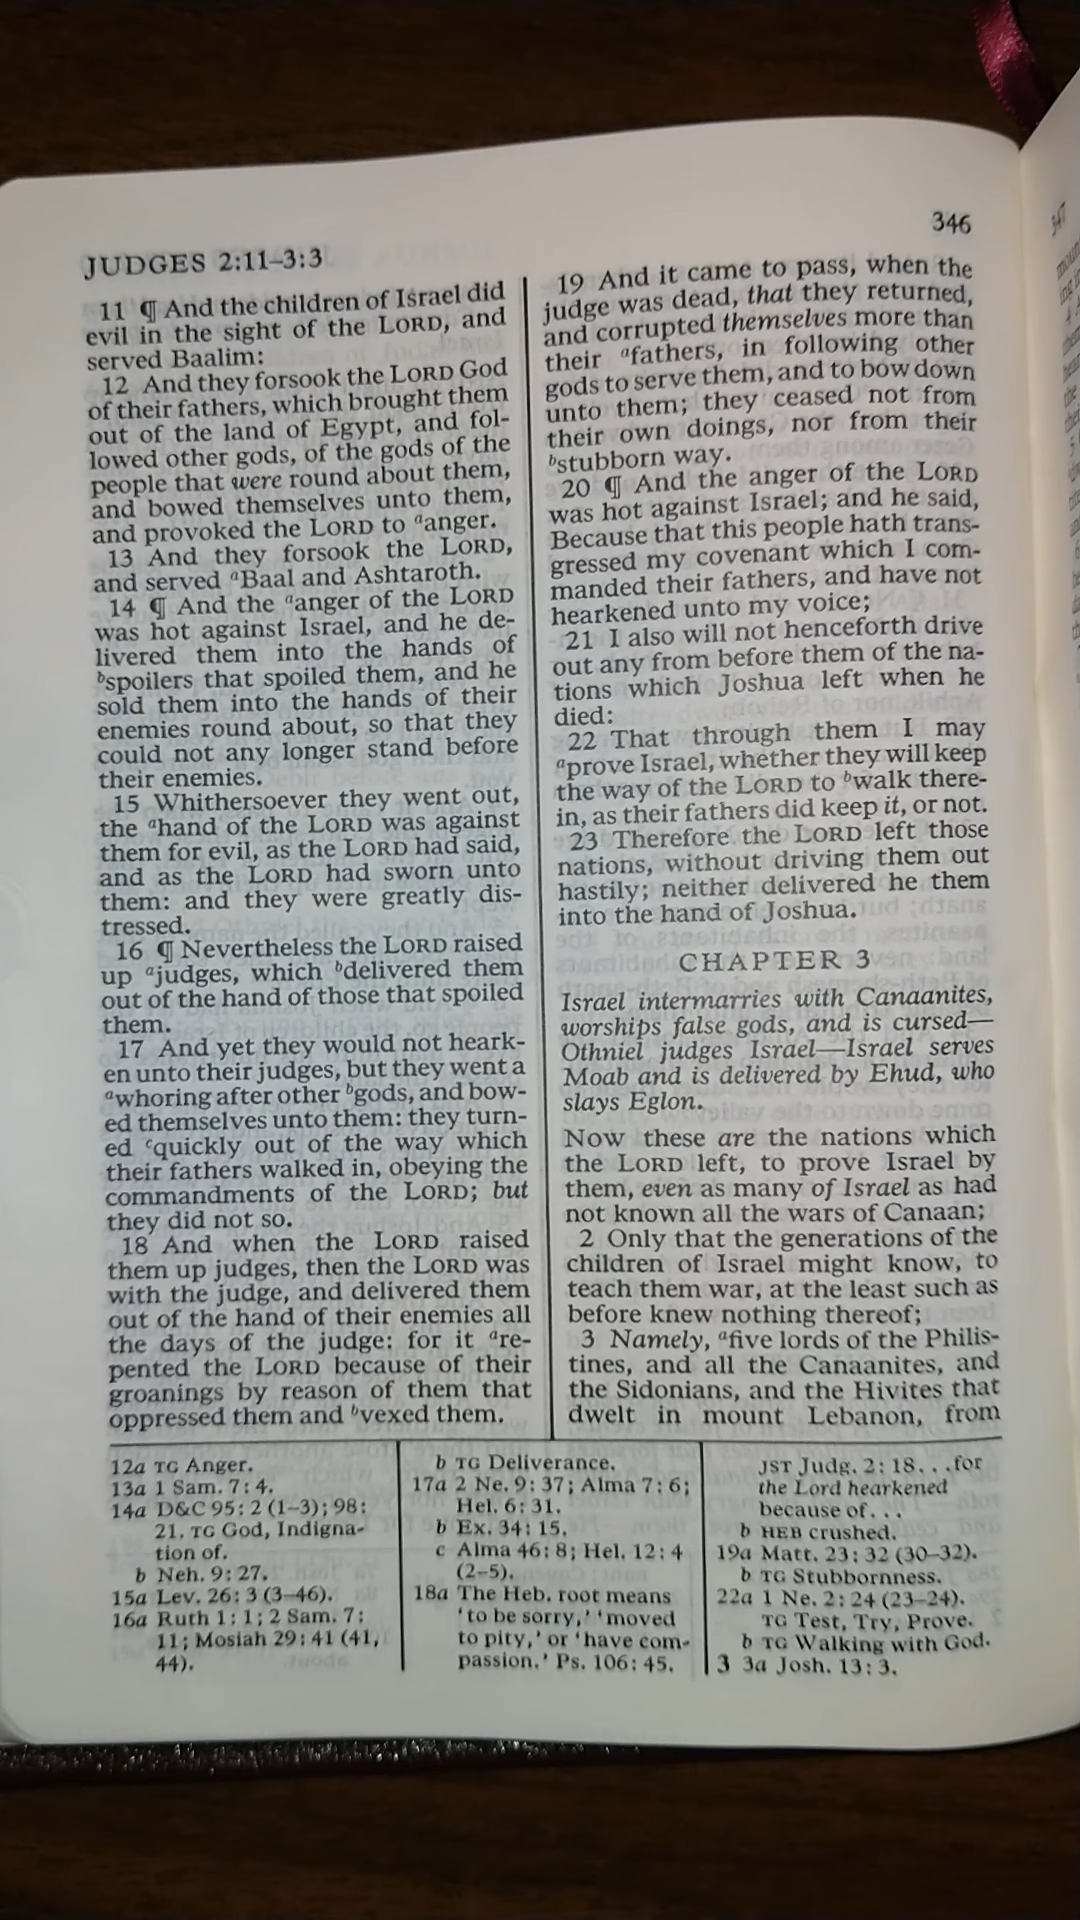 346
JUDGES 2:11–3:3
11 ¶ And the children of Israel did
evil in the sight of the LORD, and
served Baalim:
12 And they forsook the LORD God
of their fathers, which brought them
out of the land of Egypt, and fol-
lowed other gods, of the gods of the
people that were round about them,
and bowed themselves unto them,
and provoked the LORD to ᵃanger.
13 And they forsook the LORD,
and served ᵃBaal and Ashtaroth.
14 ¶ And the ᵃanger of the LORD
was hot against Israel, and he de-
livered them into the hands of
ᵇspoilers that spoiled them, and he
sold them into the hands of their
enemies round about, so that they
could not any longer stand before
their enemies.
15 Whithersoever they went out,
the ᵃhand of the LORD was against
them for evil, as the LORD had said,
and as the LORD had sworn unto
them: and they were greatly dis-
tressed.
16 ¶ Nevertheless the LORD raised
up ᵃjudges, which ᵇdelivered them
out of the hand of those that spoiled
them.
17 And yet they would not heark-
en unto their judges, but they went a
ᵃwhoring after other ᵇgods, and bow-
ed themselves unto them: they turn-
ed ᶜquickly out of the way which
their fathers walked in, obeying the
commandments of the LORD; but
they did not so.
18 And when the LORD raised
them up judges, then the LORD was
with the judge, and delivered them
out of the hand of their enemies all
the days of the judge: for it ᵃre-
pented the LORD because of their
groanings by reason of them that
oppressed them and ᵇvexed them.
19 And it came to pass, when the
judge was dead, that they returned,
and corrupted themselves more than
their ᵃfathers, in following other
gods to serve them, and to bow down
unto them; they ceased not from
their own doings, nor from their
ᵇstubborn way.
20 ¶ And the anger of the LORD
was hot against Israel; and he said,
Because that this people hath trans-
gressed my covenant which I com-
manded their fathers, and have not
hearkened unto my voice;
21 I also will not henceforth drive
out any from before them of the na-
tions which Joshua left when he
died:
22 That through them I may
ᵃprove Israel, whether they will keep
the way of the LORD to ᵇwalk there-
in, as their fathers did keep it, or not.
23 Therefore the LORD left those
nations, without driving them out
hastily; neither delivered he them
into the hand of Joshua.
CHAPTER 3
Israel intermarries with Canaanites,
worships false gods, and is cursed—
Othniel judges Israel—Israel serves
Moab and is delivered by Ehud, who
slays Eglon.
Now these are the nations which
the LORD left, to prove Israel by
them, even as many of Israel as had
not known all the wars of Canaan;
2 Only that the generations of the
children of Israel might know, to
teach them war, at the least such as
before knew nothing thereof;
3 Namely, ᵃfive lords of the Philis-
tines, and all the Canaanites, and
the Sidonians, and the Hivites that
dwelt in mount Lebanon, from
12a TG Anger.
13a 1 Sam. 7:4.
14a D&C 95:2 (1–3); 98:
21. TG God, Indigna-
tion of.
b Neh. 9:27.
15a Lev. 26:3 (3–46).
16a Ruth 1:1; 2 Sam. 7:
11; Mosiah 29:41 (41,
44).
b TG Deliverance.
17a 2 Ne. 9:37; Alma 7:6;
Hel. 6:31.
b Ex. 34:15.
c Alma 46:8; Hel. 12:4
(2–5).
18a The Heb. root means
‘to be sorry,’ ‘moved
to pity,’ or ‘have com-
passion.’ Ps. 106:45.
JST Judg. 2:18...for
the Lord hearkened
because of...
b HEB crushed.
19a Matt. 23:32 (30–32).
b TG Stubbornness.
22a 1 Ne. 2:24 (23–24).
TG Test, Try, Prove.
b TG Walking with God.
3 3a Josh. 13:3.
347